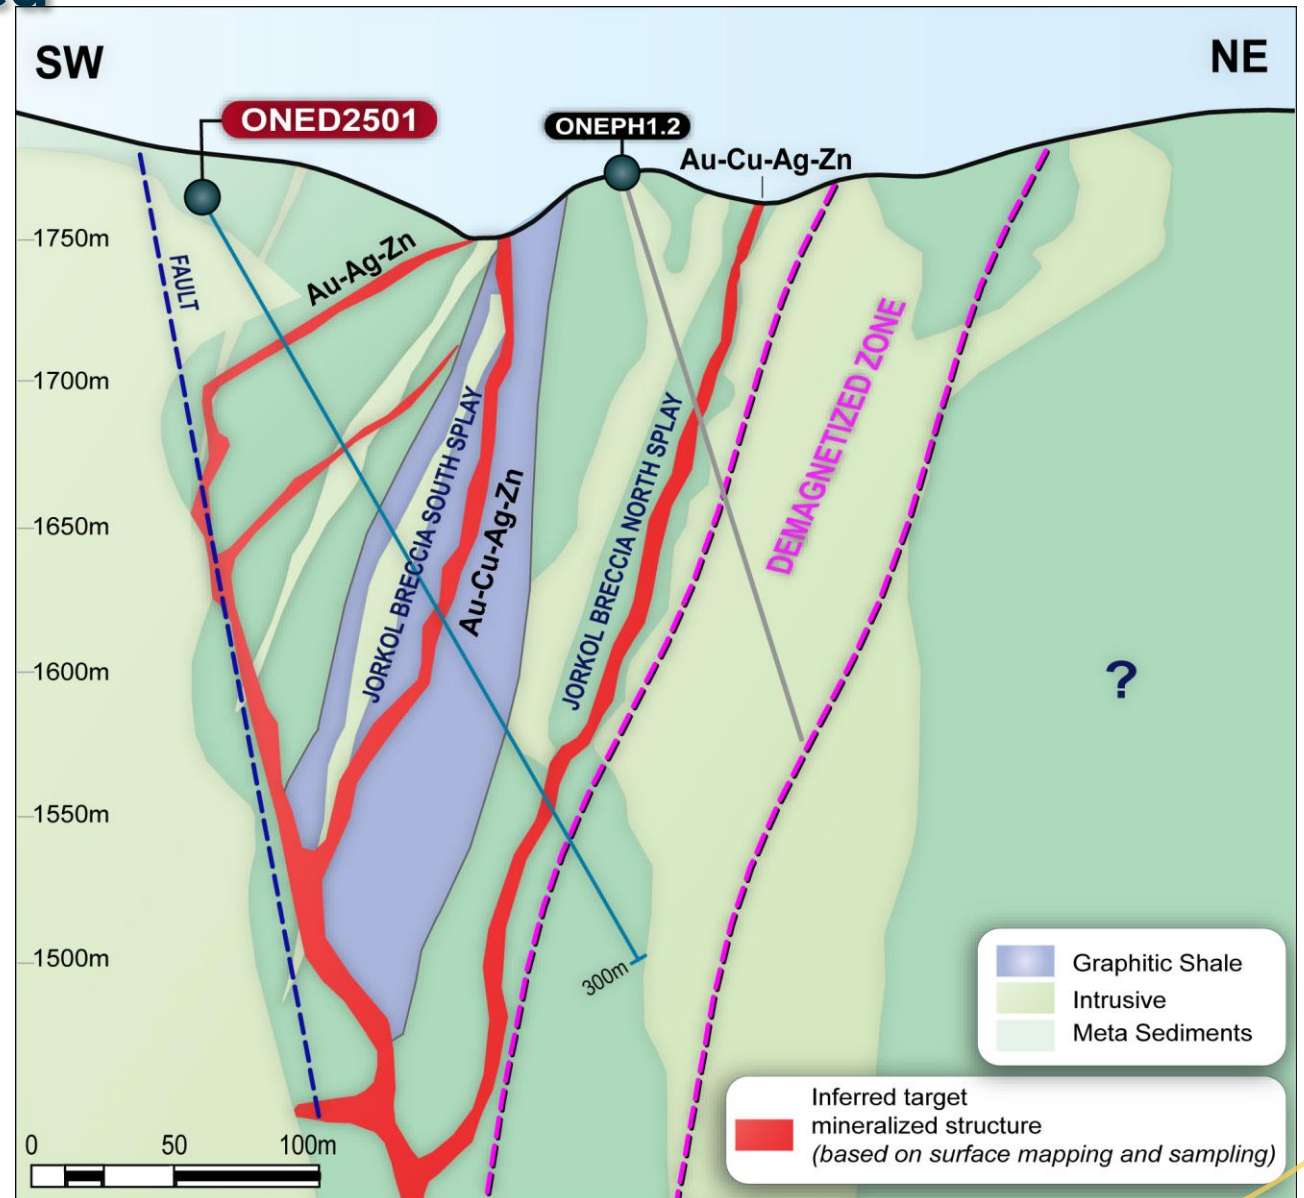 SW
NE
ONED2501
ONEPH1.2
Au-Cu-Ag-Zn
1750m
FAULT
Au-Ag-Zn
1700m
DEMAGNETIZED ZONE
JORKOL BRECCIA SOUTH SPLAY
JORKOL BRECCIA NORTH SPLAY
1650m
Au-Cu-Ag-Zn
1600m
?
1550m
1500m
300m
Graphitic Shale
Intrusive
Meta Sediments
Inferred target
mineralized structure
(based on surface mapping and sampling)
0 50 100m